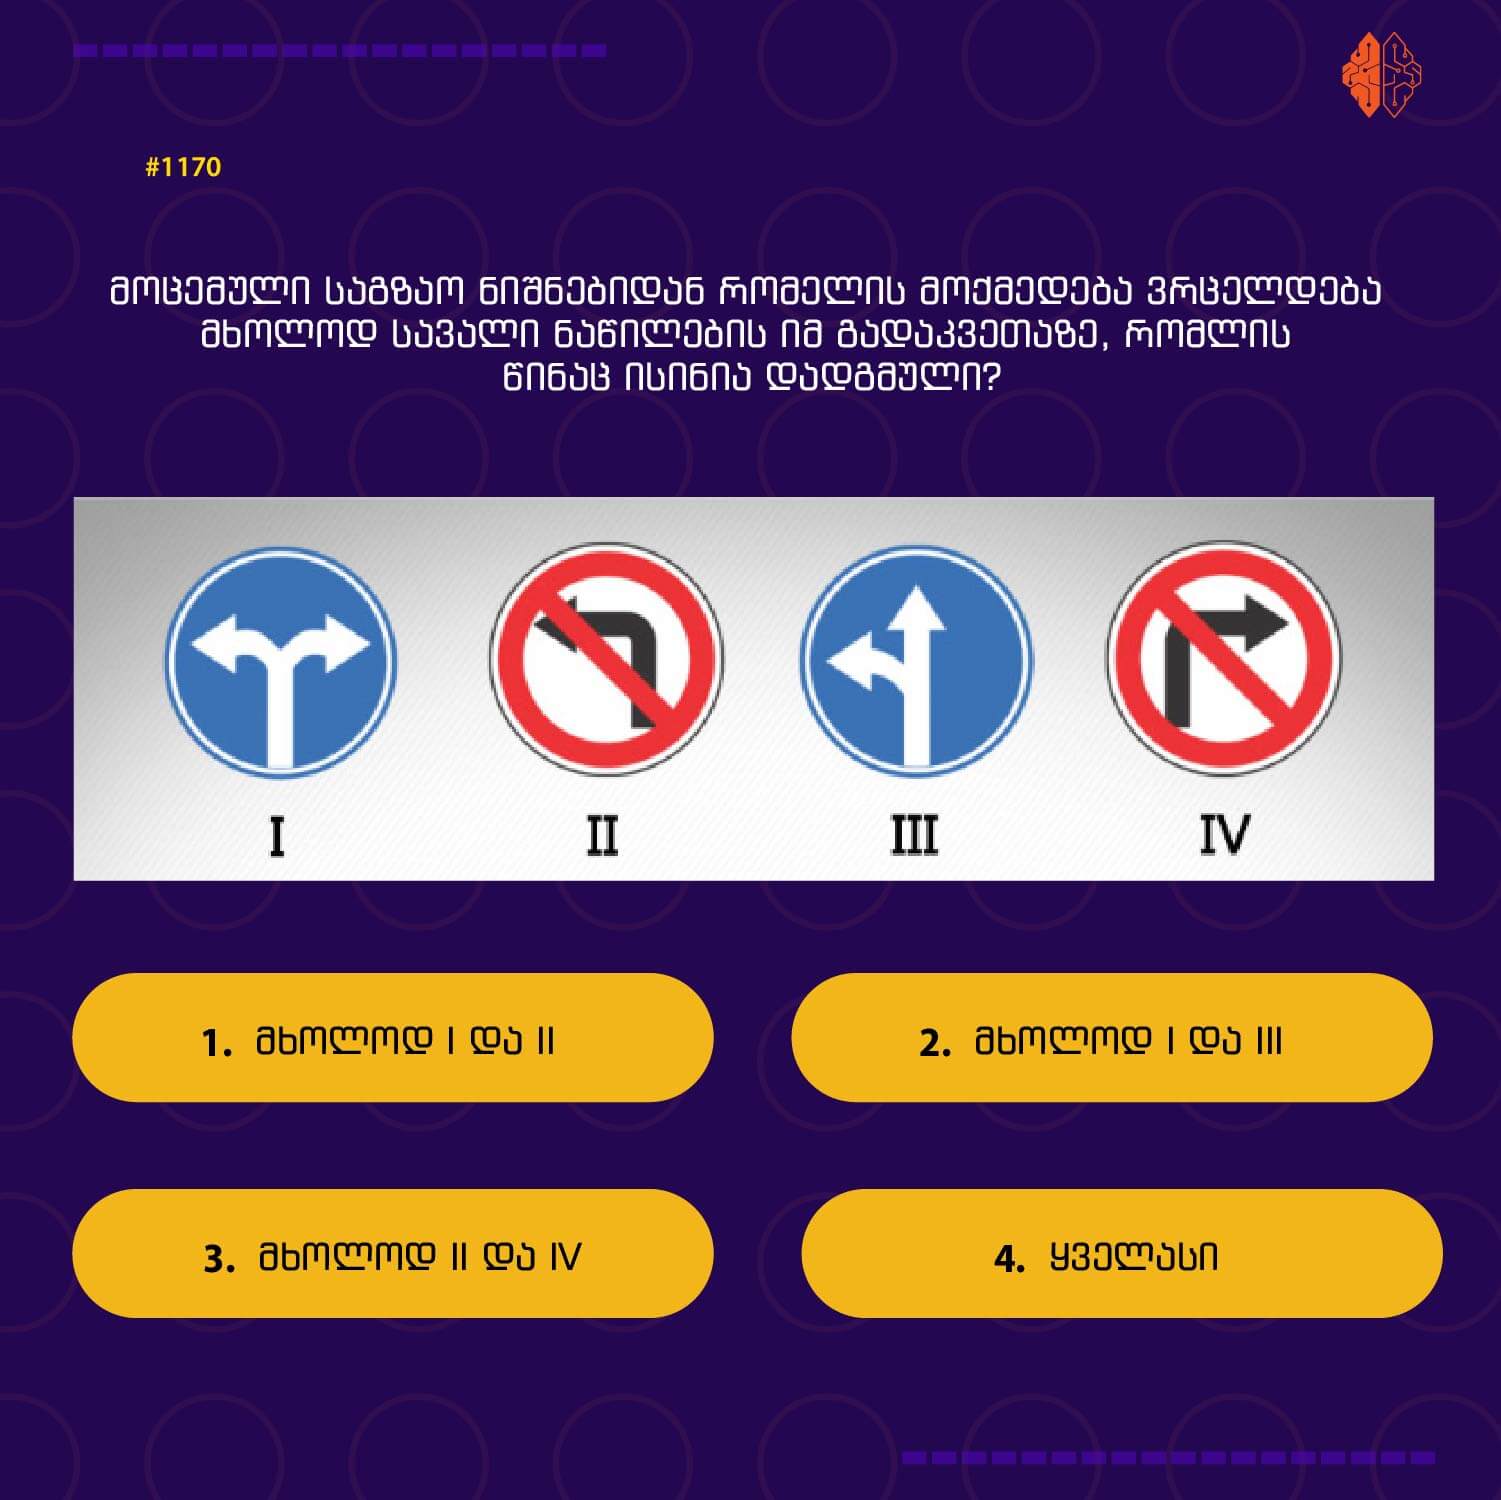 #1170
მოცემული საგზაო ნიშნებიდან რომელის მოქმედება ვრცელდება
მხოლოდ სავალი ნაწილების იმ გადაკვეთაზე, რომლის
წინაც ისინია დადგმული?
I II III IV
1. მხოლოდ I და II
2. მხოლოდ I და III
3. მხოლოდ II და IV
4. ყველასი